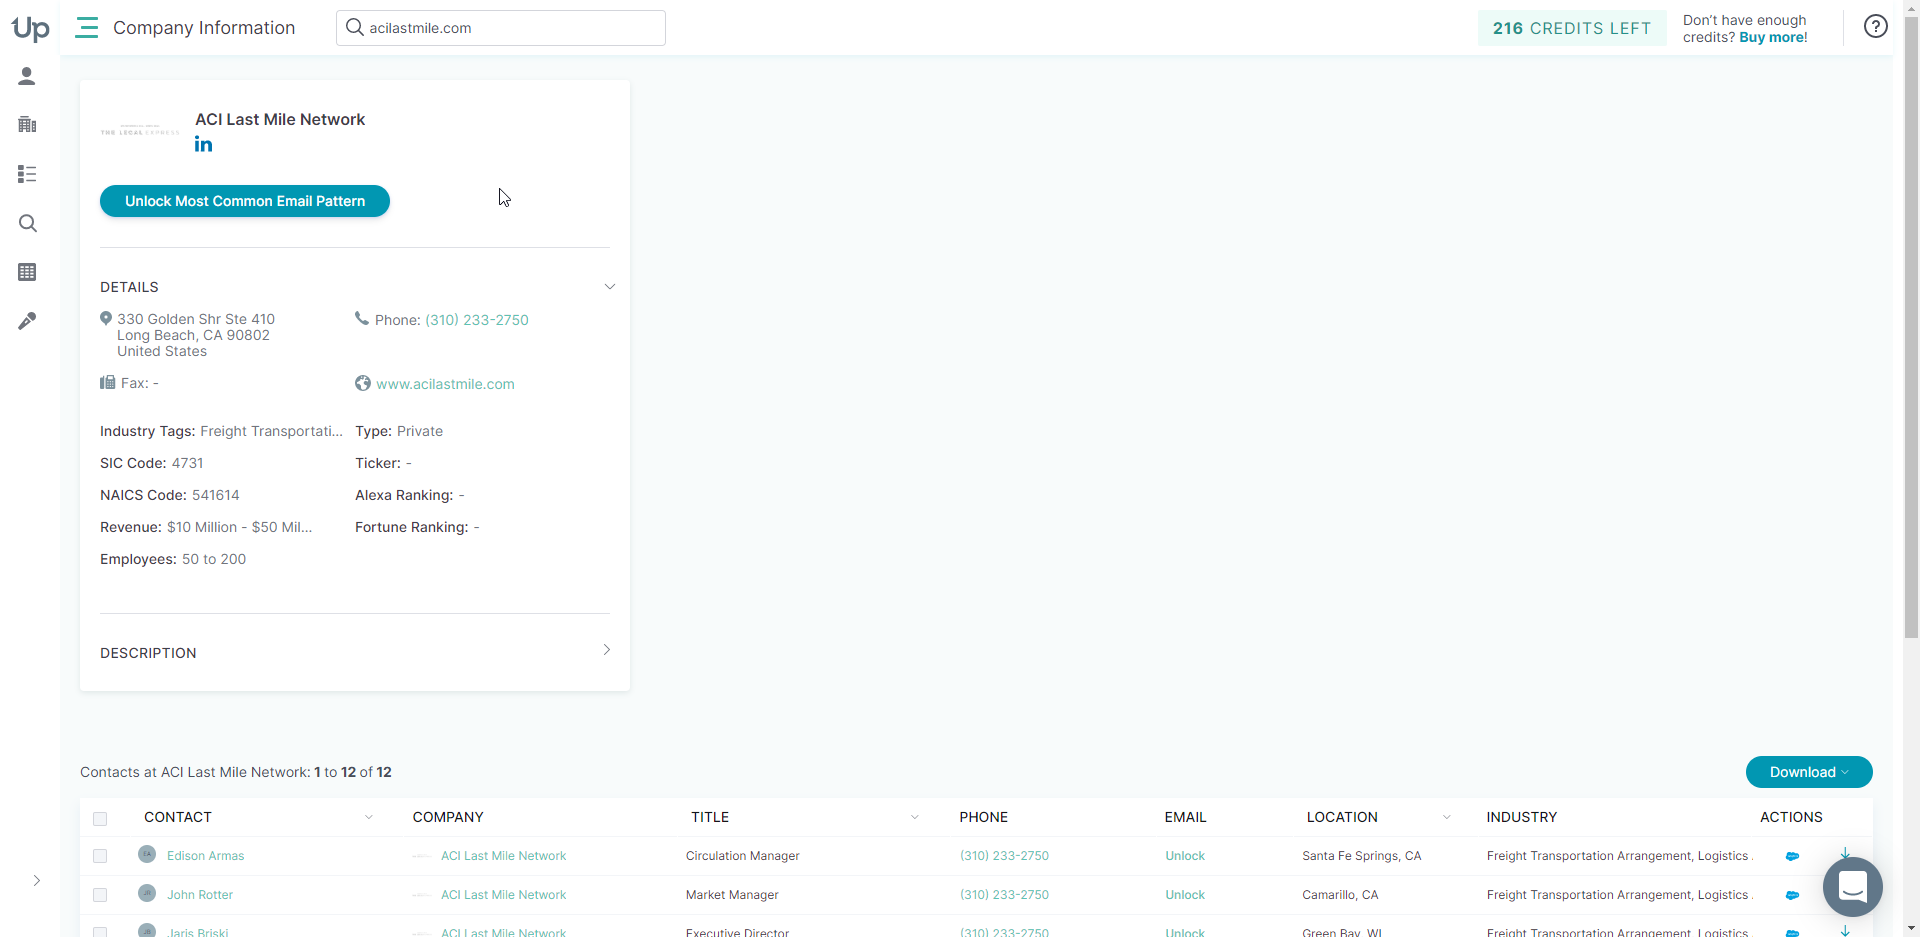 Up
Company Information
acilastmile.com
216 CREDITS LEFT
Don't have enough
credits? Buy more!
?
THE LEGAL EXPRESS
ACI Last Mile Network
in
Unlock Most Common Email Pattern
DETAILS
330 Golden Shr Ste 410
Long Beach, CA 90802
United States
Phone: (310) 233-2750
Fax: -
www.acilastmile.com
Industry Tags: Freight Transportati...
Type: Private
SIC Code: 4731
Ticker: -
NAICS Code: 541614
Alexa Ranking: -
Revenue: $10 Million - $50 Mil...
Fortune Ranking: -
Employees: 50 to 200
DESCRIPTION
Contacts at ACI Last Mile Network: 1 to 12 of 12
Download
CONTACT COMPANY TITLE PHONE EMAIL LOCATION INDUSTRY ACTIONS
EA Edison Armas ACI Last Mile Network Circulation Manager (310) 233-2750 Unlock Santa Fe Springs, CA Freight Transportation Arrangement, Logistics .
JR John Rotter ACI Last Mile Network Market Manager (310) 233-2750 Unlock Camarillo, CA Freight Transportation Arrangement, Logistics .
JB Jaris Briski ACI Last Mile Network Executive Director (310) 233-2750 Unlock Green Bay, WI Freight Transportation Arrangement, Logistics .